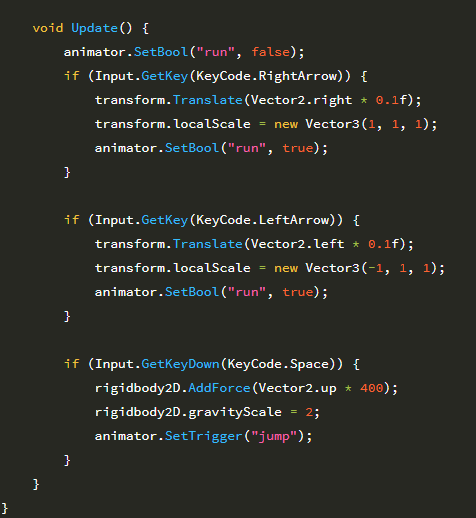 void Update() {
animator.SetBool("run", false);
if (Input.GetKey(KeyCode.RightArrow)) {
transform.Translate(Vector2.right * 0.1f);
transform.localScale = new Vector3(1, 1, 1);
animator.SetBool("run", true);
}
if (Input.GetKey(KeyCode.LeftArrow)) {
transform.Translate(Vector2.left * 0.1f);
transform.localScale = new Vector3(-1, 1, 1);
animator.SetBool("run", true);
}
if (Input.GetKeyDown(KeyCode.Space)) {
rigidbody2D.AddForce(Vector2.up * 400);
rigidbody2D.gravityScale = 2;
animator.SetTrigger("jump");
}
}
}